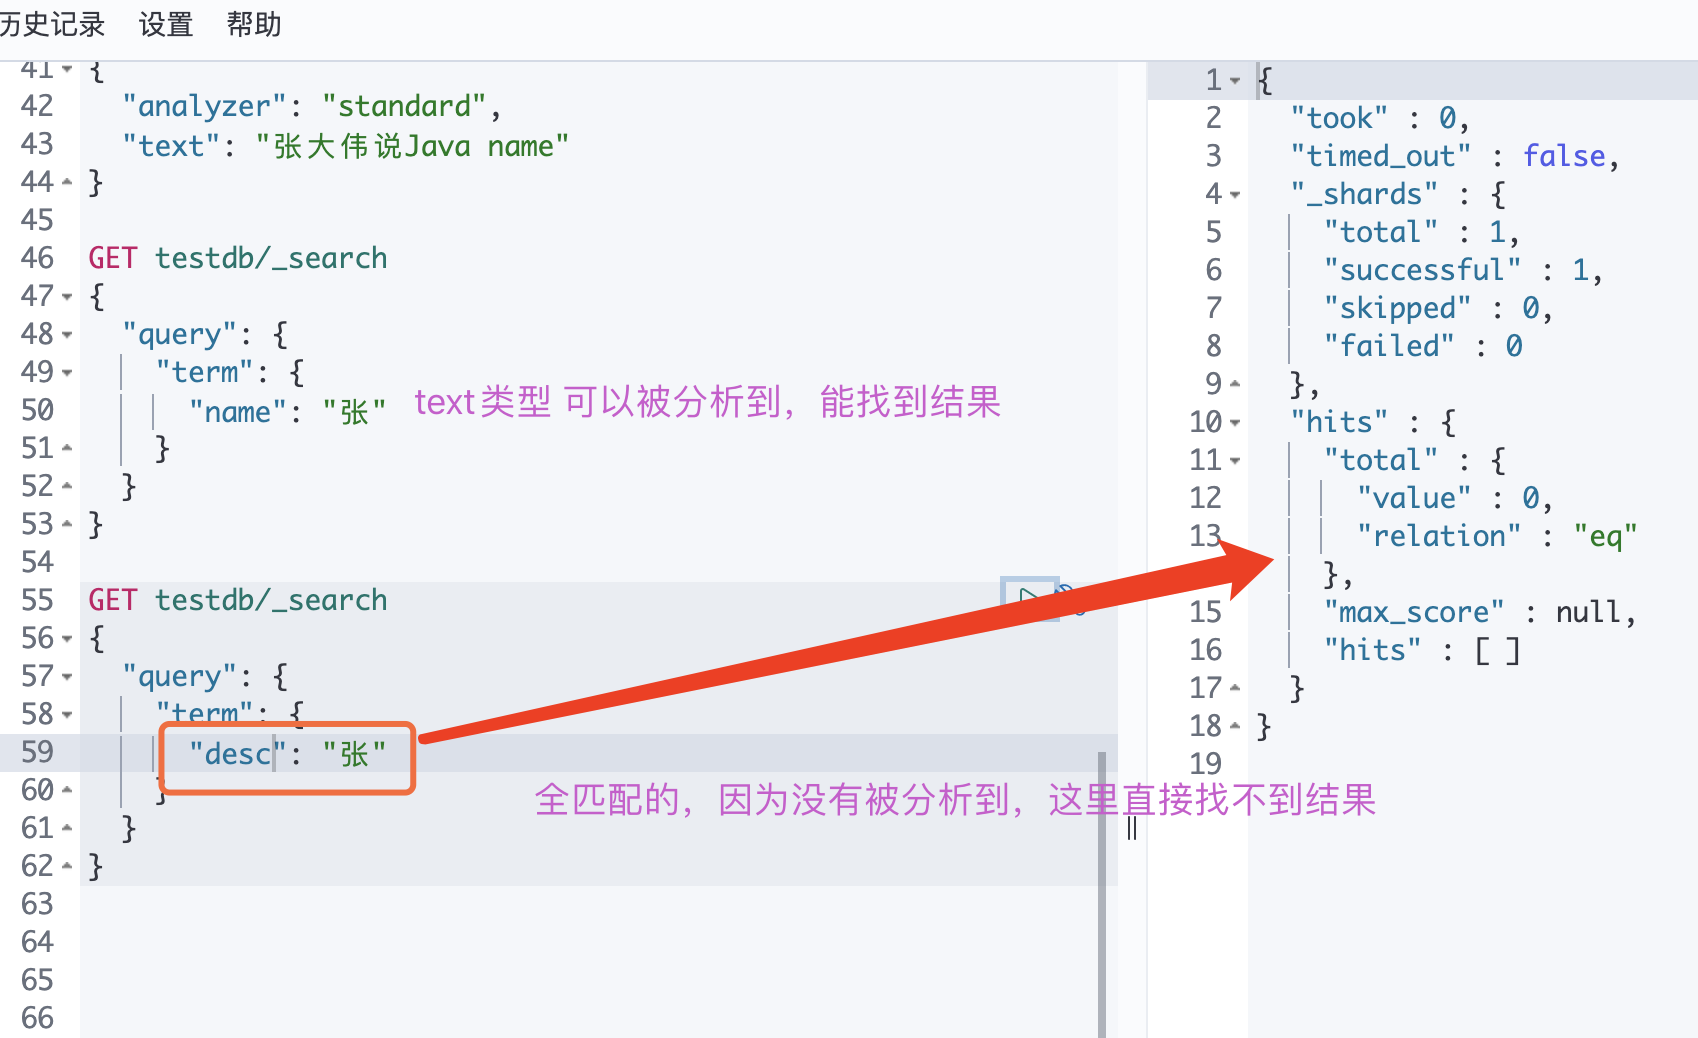 历史记录 设置 帮助
41 {
42 "analyzer": "standard",
43 "text": "张大伟说Java name"
44 }
45
46 GET testdb/_search
47 {
48 "query": {
49 "term": {
50 "name": "张" text类型 可以被分析到，能找到结果
51 }
52 }
53 }
54
55 GET testdb/_search
56 {
57 "query": {
58 "term": {
59 "desc": "张"
60 }
全匹配的，因为没有被分析到，这里直接找不到结果
61 }
62 }
63
64
65
66
1 {
2 "took" : 0,
3 "timed_out" : false,
4 "_shards" : {
5 "total" : 1,
6 "successful" : 1,
7 "skipped" : 0,
8 "failed" : 0
9 },
10 "hits" : {
11 "total" : {
12 "value" : 0,
13 "relation" : "eq"
},
15 "max_score" : null,
16 "hits" : [ ]
17 }
18 }
19